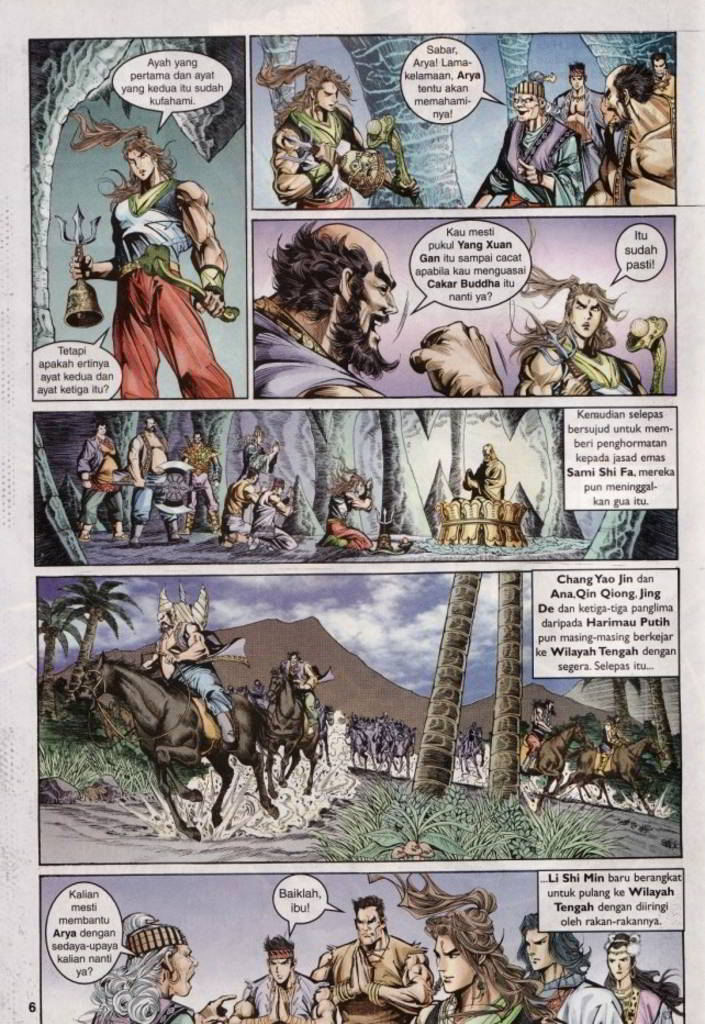 Ayah yang
pertama dan ayat
yang kedua itu sudah
kufahami.
Tetapi
apakah ertinya
ayat kedua dan
ayat ketiga itu?
Sabar,
Arya! Lama-
kelamaan, Arya
tentu akan
memahami-
nya!
Kau mesti
pukul Yang Xuan
Gan itu sampai cacat
apabila kau menguasai
Cakar Buddha itu
nanti ya?
Itu
sudah
pasti!
Kemudian selepas
bersujud untuk mem-
beri penghormatan
kepada jasad emas
Sami Shi Fa, mereka
pun meninggal-
kan gua itu.
Chang Yao Jin dan
Ana,Qin Qiong, Jing
De dan ketiga-tiga panglima
daripada Harimau Putih
pun masing-masing berkejar
ke Wilayah Tengah dengan
segera. Selepas itu...
Kalian
mesti
membantu
Arya dengan
sedaya-upaya
kalian nanti
ya?
Baiklah,
ibu!
...Li Shi Min baru berangkat
untuk pulang ke Wilayah
Tengah dengan diiringi
oleh rakan-rakannya.
6